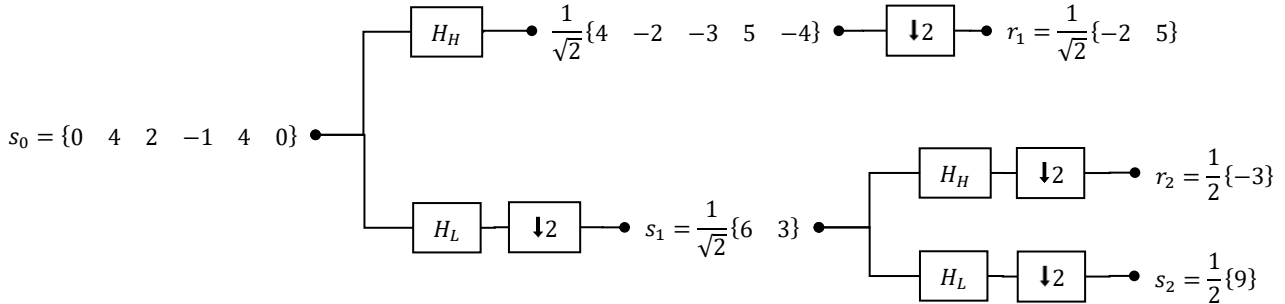 H_H
1/√2{4 −2 −3 5 −4}
⬇2
r_1 = 1/√2{−2 5}
s_0 = {0 4 2 −1 4 0}
H_H
⬇2
r_2 = 1/2{−3}
H_L
⬇2
s_1 = 1/√2{6 3}
H_L
⬇2
s_2 = 1/2{9}